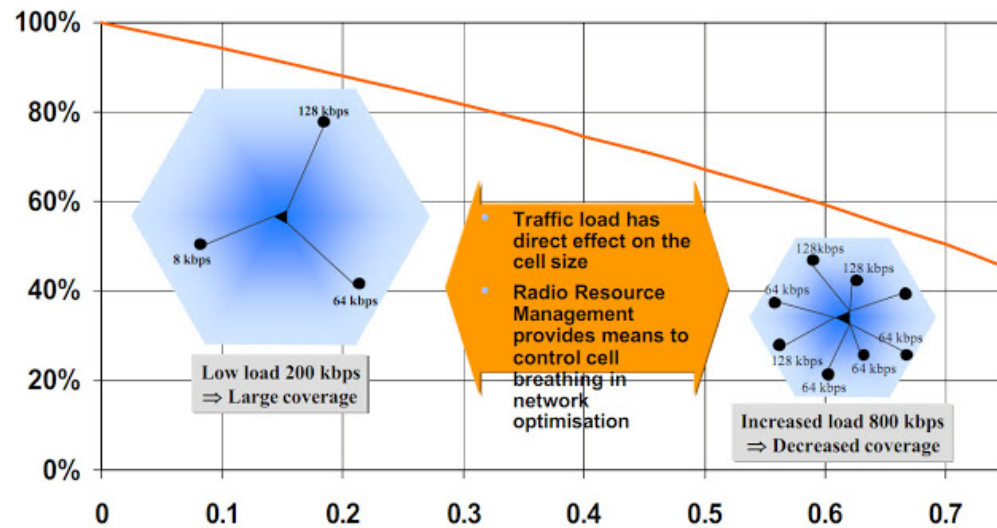 100%
80%
60%
40%
20%
0%
0
0.1
0.2
0.3
0.4
0.5
0.6
0.7
128 kbps
8 kbps
64 kbps
Low load 200 kbps
⇒ Large coverage
Traffic load has
direct effect on the
cell size
Radio Resource
Management
provides means to
control cell
breathing in
network
optimisation
128kbps
128 kbps
64 kbps
64 kbps
128 kbps
64 kbps
64 kbps
Increased load 800 kbps
⇒ Decreased coverage